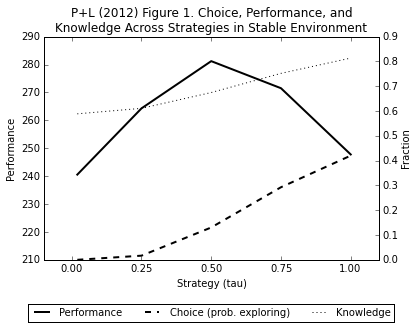 P+L (2012) Figure 1. Choice, Performance, and
Knowledge Across Strategies in Stable Environment
290
280
270
260
250
240
230
220
210
Performance
0.9
0.8
0.7
0.6
0.5
0.4
0.3
0.2
0.1
0.0
Fraction
0.00 0.25 0.50 0.75 1.00
Strategy (tau)
Performance Choice (prob. exploring) Knowledge